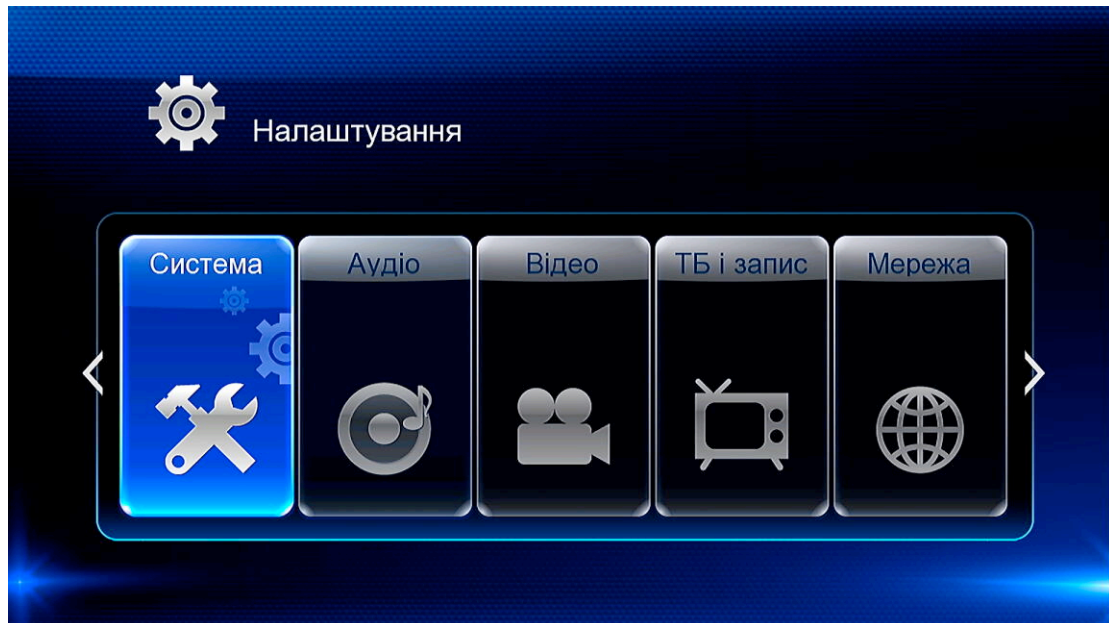 Налаштування
Система
Аудіо
Відео
ТБ і запис
Мережа